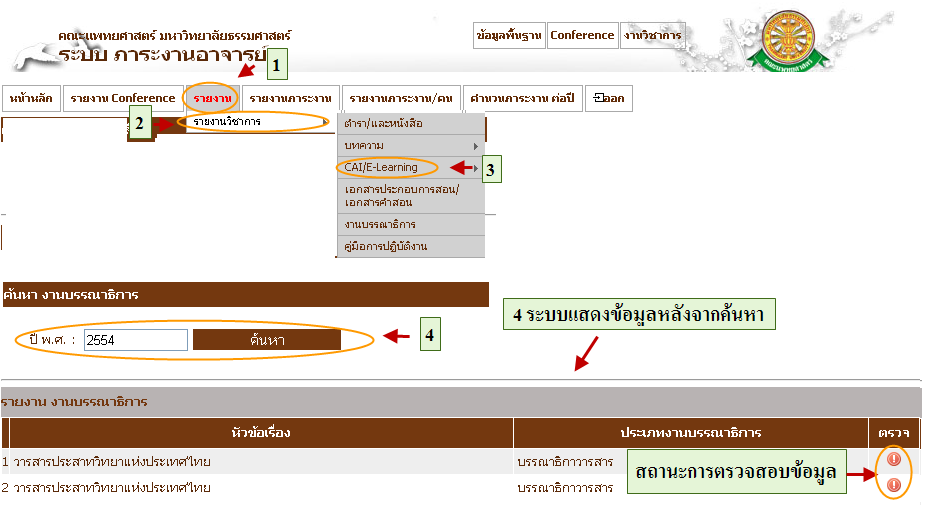 คณะแพทยศาสตร์ มหาวิทยาลัยธรรมศาสตร์
ระบบ ภาระงานอาจารย์
ข้อมูลพื้นฐาน Conference งานวิชาการ
1
หน้าหลัก รายงาน Conference รายงาน รายงานภาระงาน รายงานภาระงาน/คน คำนวนภาระงาน ต่อปี ออก
2
รายงานวิชาการ
ตำรา/และหนังสือ
บทความ
CAI/E-Learning
3
เอกสารประกอบการสอน/
เอกสารคำสอน
งานบรรณาธิการ
คู่มือการปฏิบัติงาน
ค้นหา งานบรรณาธิการ
ปี พ.ศ. : 2554 ค้นหา
4
4 ระบบแสดงข้อมูลหลังจากค้นหา
รายงาน งานบรรณาธิการ
หัวข้อเรื่อง ประเภทงานบรรณาธิการ ตรวจ
1 วารสารประสาทวิทยาแห่งประเทศไทย บรรณาธิกาวารสาร
2 วารสารประสาทวิทยาแห่งประเทศไทย บรรณาธิกาวารสาร
สถานะการตรวจสอบข้อมูล